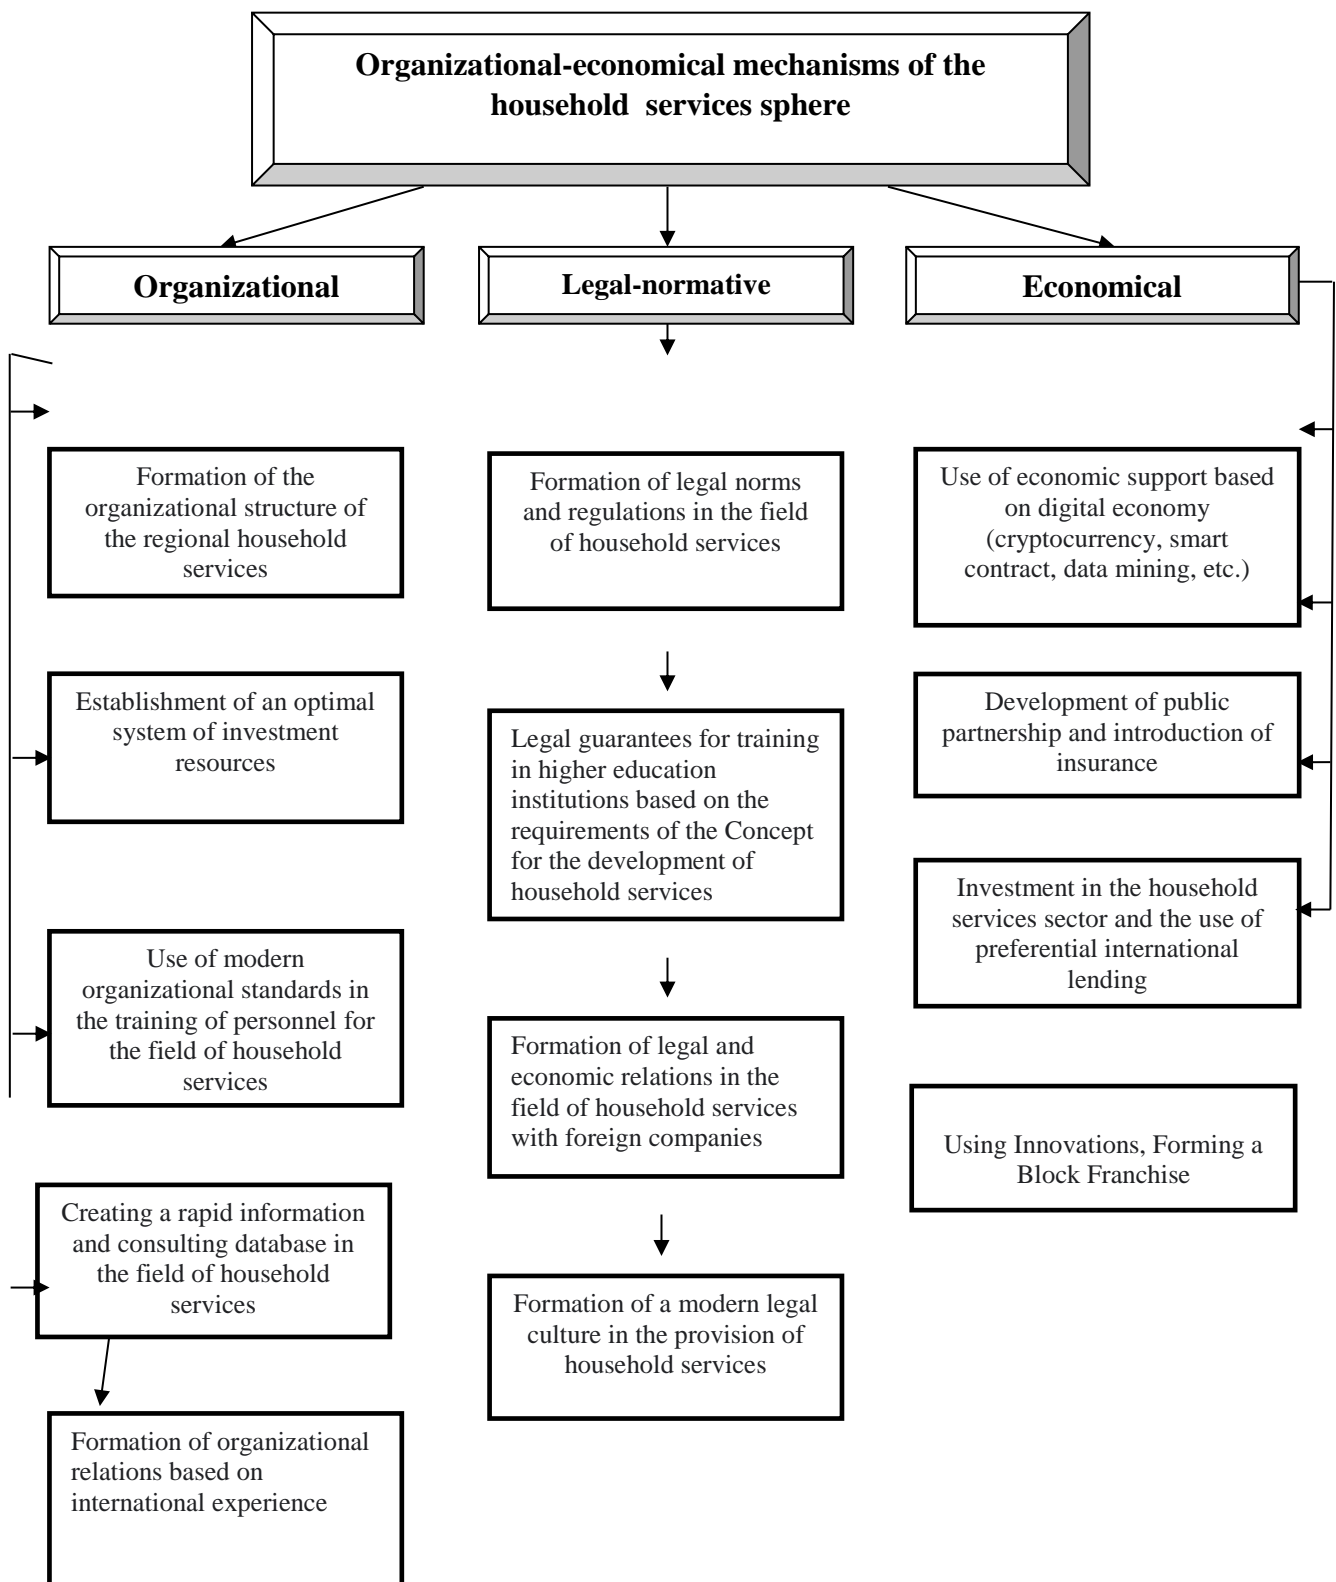 Organizational-economical mechanisms of the
household services sphere
Organizational
Legal-normative
Economical
Formation of the
organizational structure of
the regional household
services
Establishment of an optimal
system of investment
resources
Use of modern
organizational standards in
the training of personnel for
the field of household
services
Creating a rapid information
and consulting database in
the field of household
services
Formation of organizational
relations based on
international experience
Formation of legal norms
and regulations in the field
of household services
Legal guarantees for training
in higher education
institutions based on the
requirements of the Concept
for the development of
household services
Formation of legal and
economic relations in the
field of household services
with foreign companies
Formation of a modern legal
culture in the provision of
household services
Use of economic support based
on digital economy
(cryptocurrency, smart
contract, data mining, etc.)
Development of public
partnership and introduction of
insurance
Investment in the household
services sector and the use of
preferential international
lending
Using Innovations, Forming a
Block Franchise